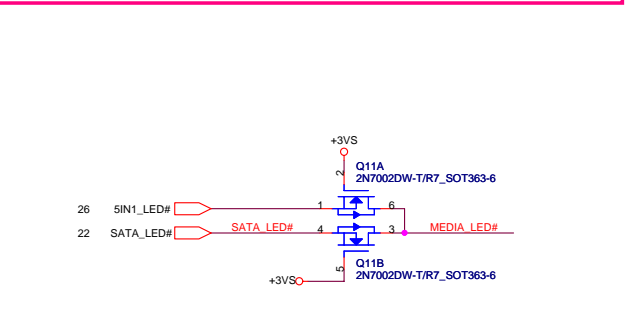 +3VS
2
Q11A
2N7002DW-T/R7_SOT363-6
26 5IN1_LED# 1 6
22 SATA_LED# SATA_LED# 4 3 MEDIA_LED#
5
Q11B
2N7002DW-T/R7_SOT363-6
+3VS